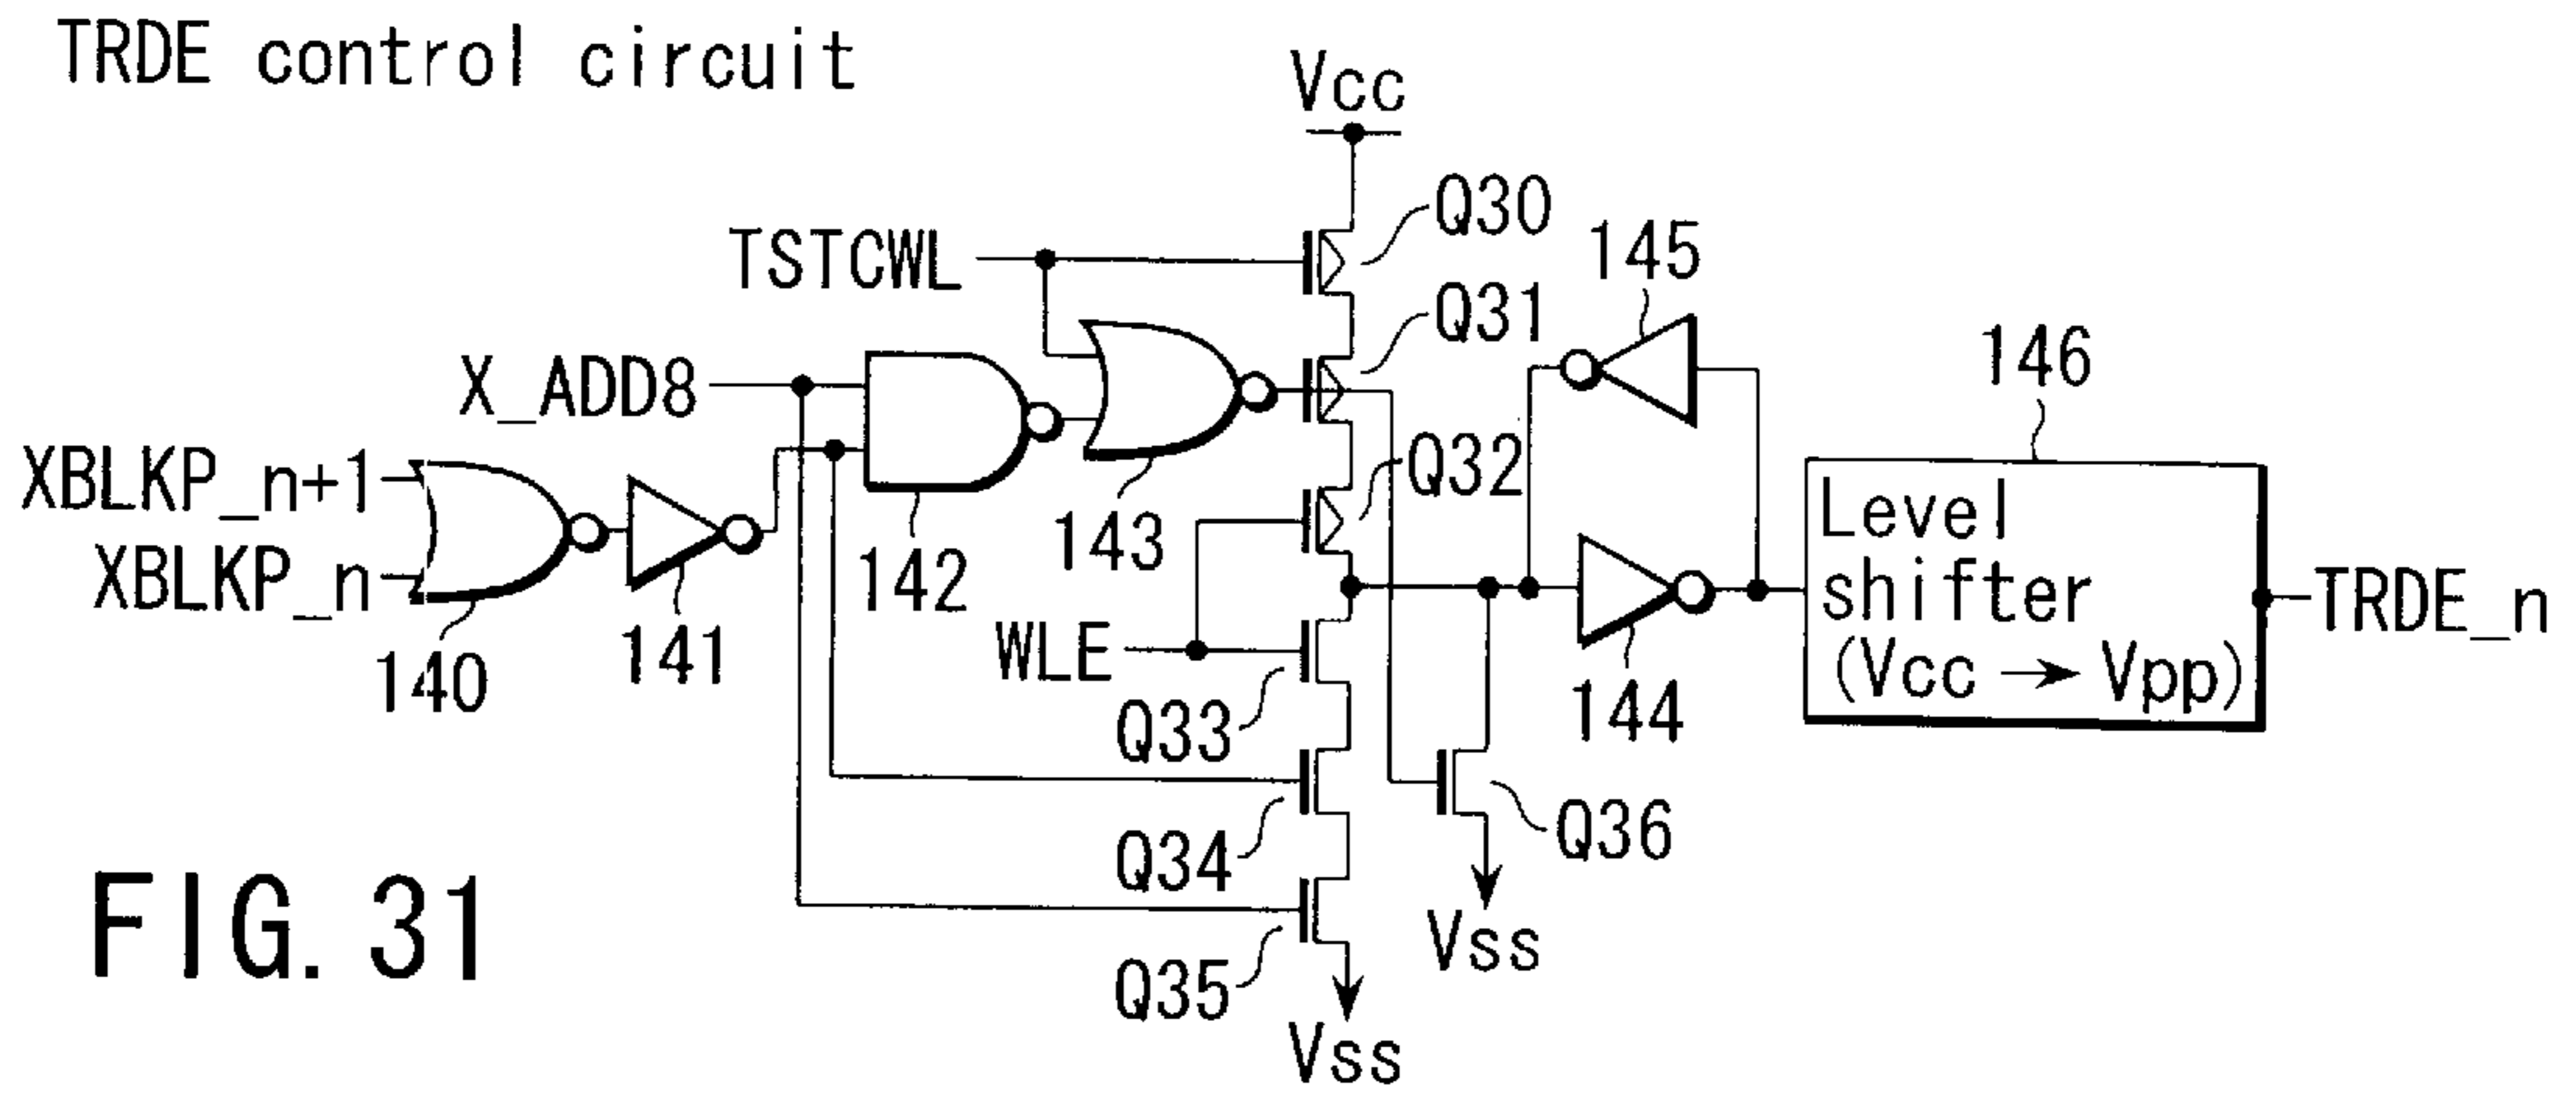 TRDE control circuit
Vcc
Q30
TSTCWL
145
Q31
146
X_ADD8
Q32
XBLKP_n+1
Level
shifter
(Vcc → Vpp)
143
142
XBLKP_n
TRDE_n
WLE
141
140
144
Q33
Q34
Q36
FIG. 31
Vss
Q35
Vss